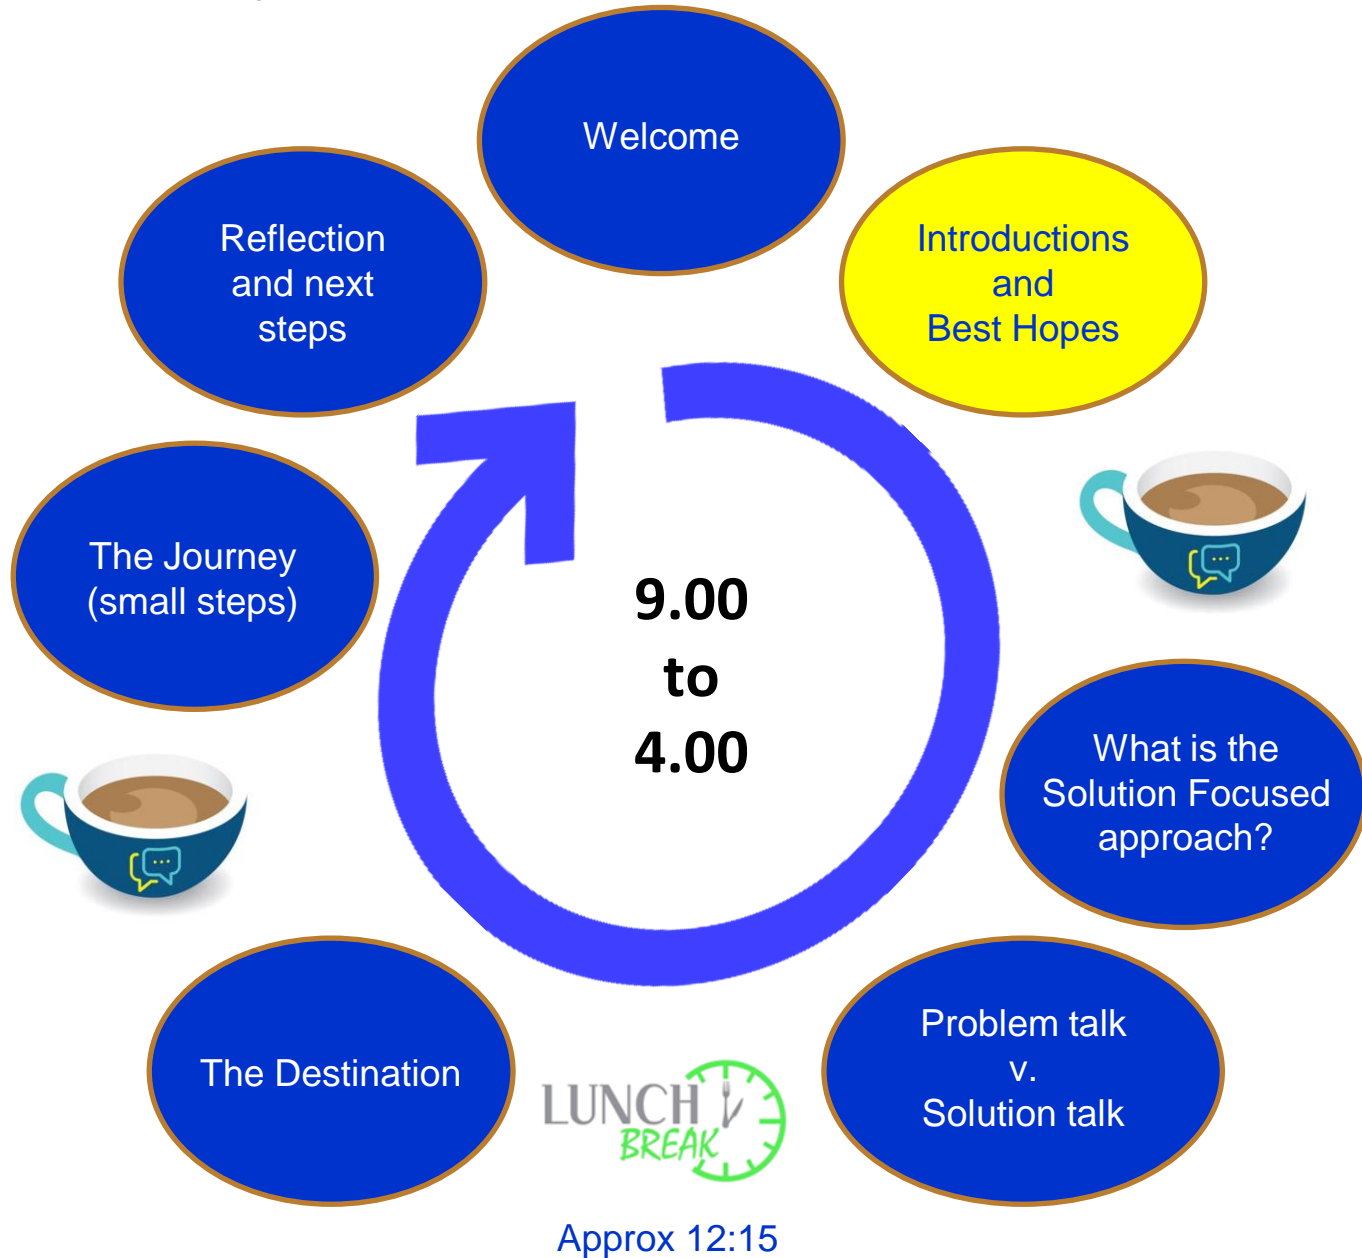 Welcome
Introductions
and
Best Hopes
What is the
Solution Focused
approach?
Problem talk
v.
Solution talk
LUNCH
BREAK
Approx 12:15
The Destination
The Journey
(small steps)
Reflection
and next
steps
9.00
to
4.00